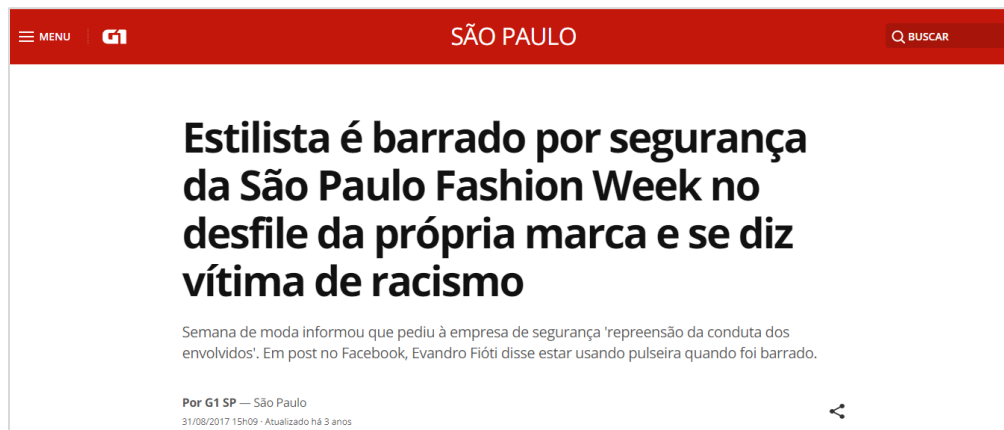 MENU G1 SÃO PAULO BUSCAR
Estilista é barrado por segurança
da São Paulo Fashion Week no
desfile da própria marca e se diz
vítima de racismo
Semana de moda informou que pediu à empresa de segurança 'repreensão da conduta dos
envolvidos'. Em post no Facebook, Evandro Fióti disse estar usando pulseira quando foi barrado.
Por G1 SP — São Paulo
31/08/2017 15h09 · Atualizado há 3 anos